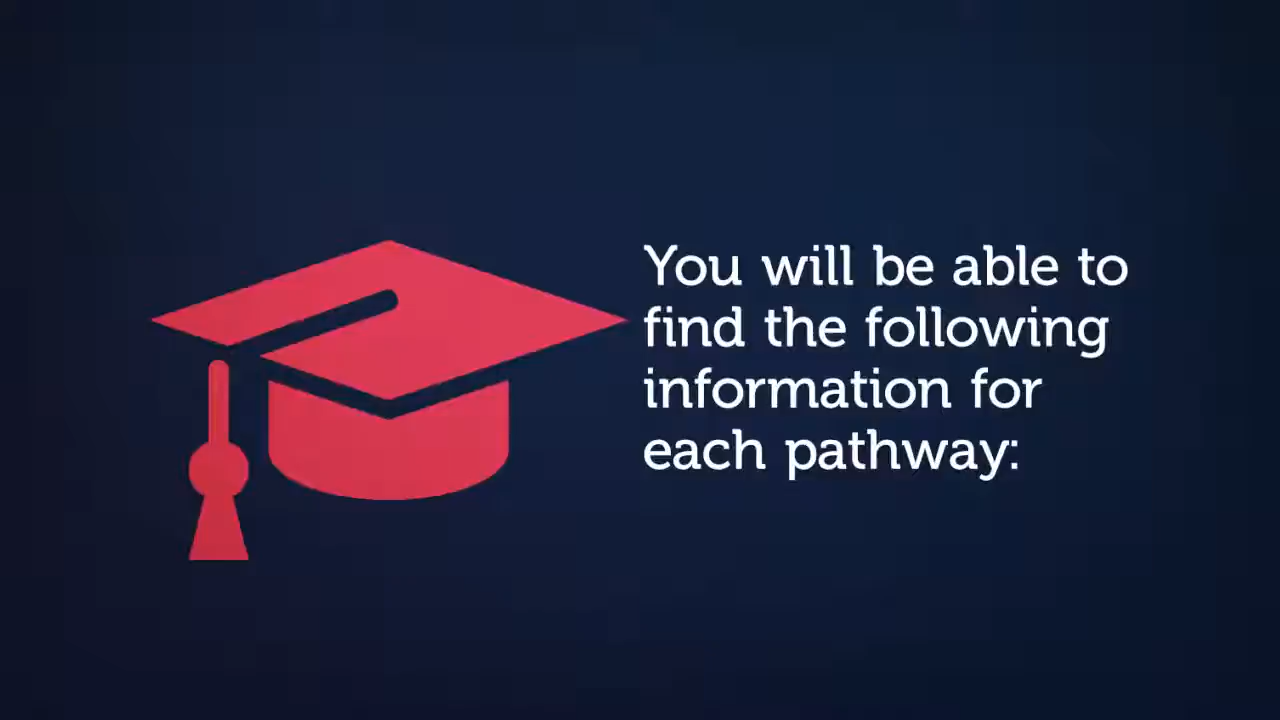 You will be able to
find the following
information for
each pathway: